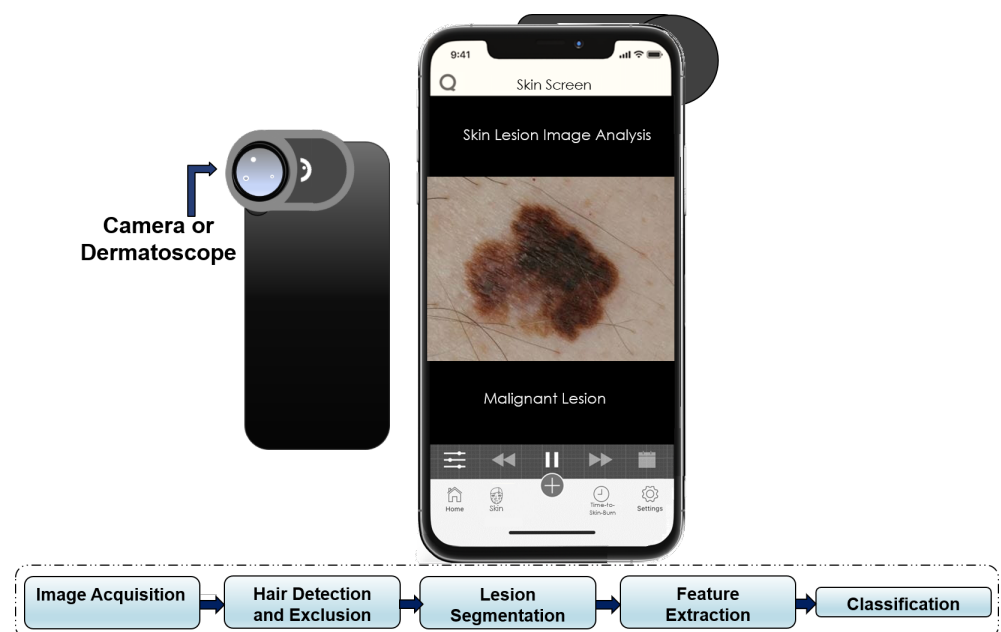 9:41
Skin Screen
Skin Lesion Image Analysis
Camera or
Dermatoscope
Malignant Lesion
Home
Skin
Time-to-
Skin-Burn
Settings
Image Acquisition
Hair Detection
and Exclusion
Lesion
Segmentation
Feature
Extraction
Classification